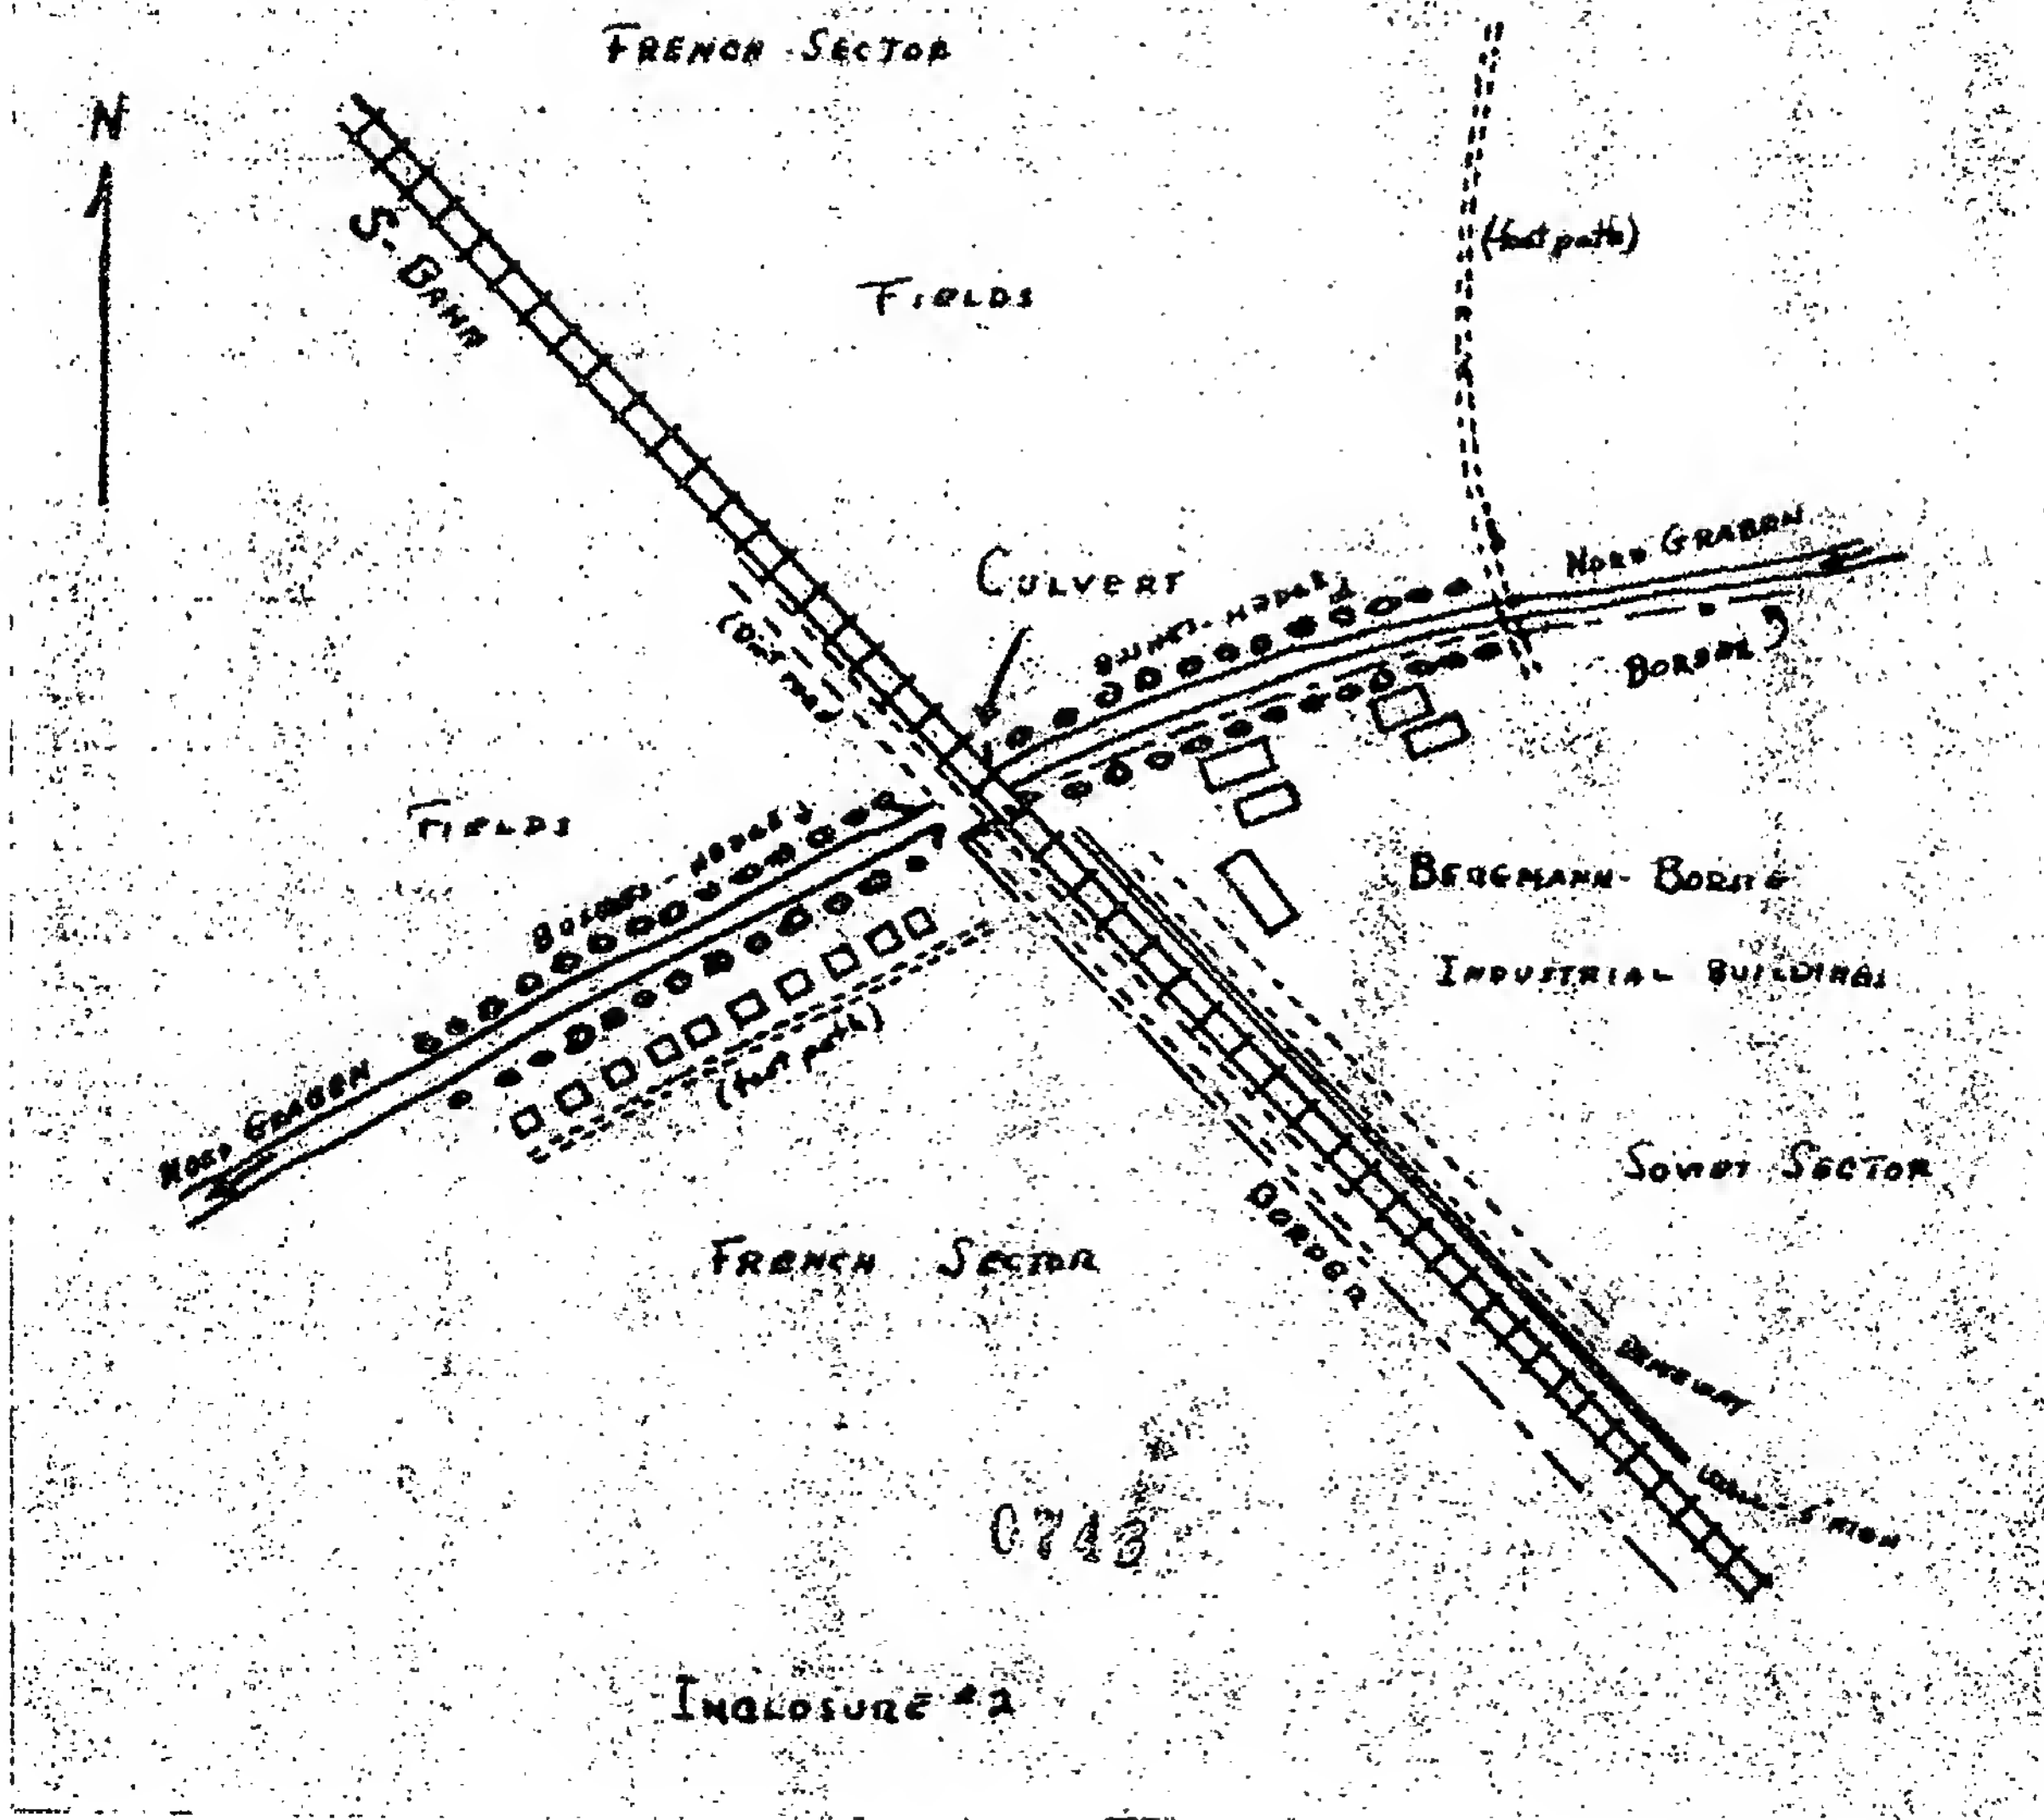 FRENCH SECTOR
N
S-BAHN
(foot path)
FIELDS
NORD GRABEN
CULVERT
BORDER
FIELDS
BERGMANN-BORSIG
INDUSTRIAL BUILDINGS
(foot path)
NORD GRABEN
SOVIET SECTOR
BORDER
FRENCH SECTOR
0743
INCLOSURE #2